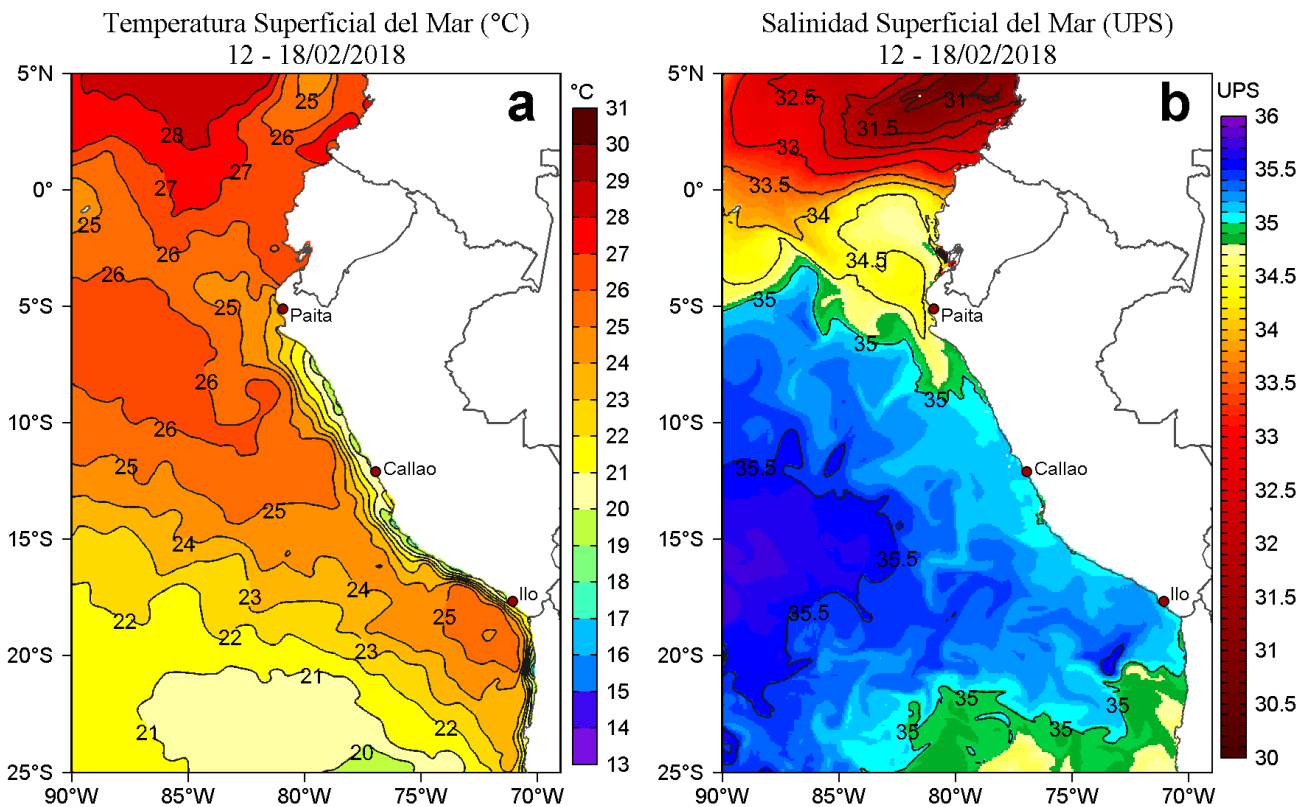 Temperatura Superficial del Mar (°C)
12 - 18/02/2018
Salinidad Superficial del Mar (UPS)
12 - 18/02/2018
a
b
°C
31
30
29
28
27
26
25
24
23
22
21
20
19
18
17
16
15
14
13
UPS
36
35.5
35
34.5
34
33.5
33
32.5
32
31.5
31
30.5
30
5°N
0°
5°S
10°S
15°S
20°S
25°S
90°W
85°W
80°W
75°W
70°W
25
26
28
27
27
25
26
26
25
26
26
25
25
24
24
23
25
22
22
23
21
22
21
20
Paita
Callao
Ilo
5°N
0°
5°S
10°S
15°S
20°S
25°S
90°W
85°W
80°W
75°W
70°W
32.5
31
31.5
33
33.5
34
34.5
35
35
35
35.5
35.5
35.5
35
35
35
35
Paita
Callao
Ilo